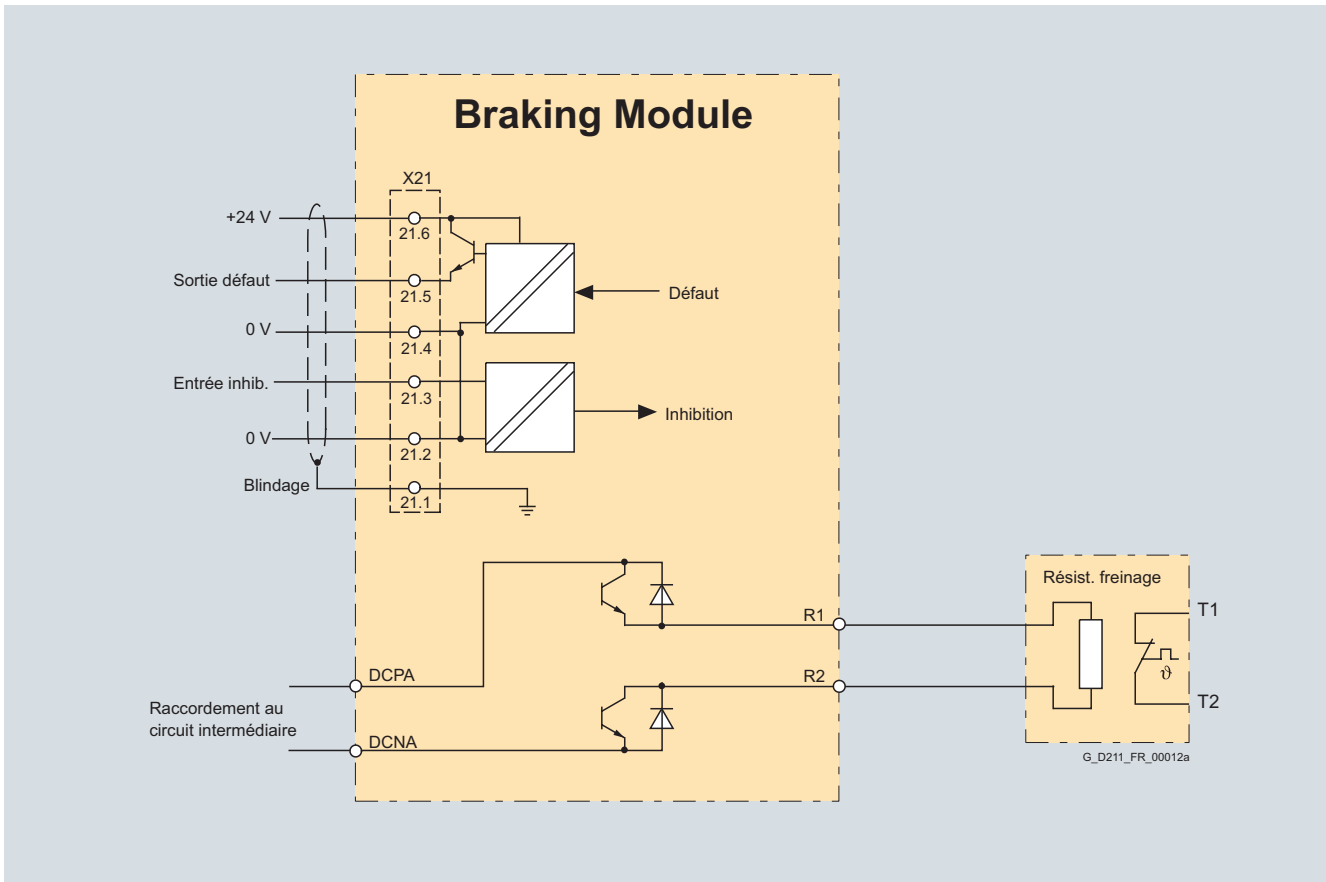 Braking Module
X21
+24 V
21.6
Sortie défaut
21.5
Défaut
0 V
21.4
Entrée inhib.
21.3
Inhibition
0 V
21.2
Blindage
21.1
Résist. freinage
R1
T1
DCPA
R2
ϑ
T2
Raccordement au
circuit intermédiaire
DCNA
G_D211_FR_00012a